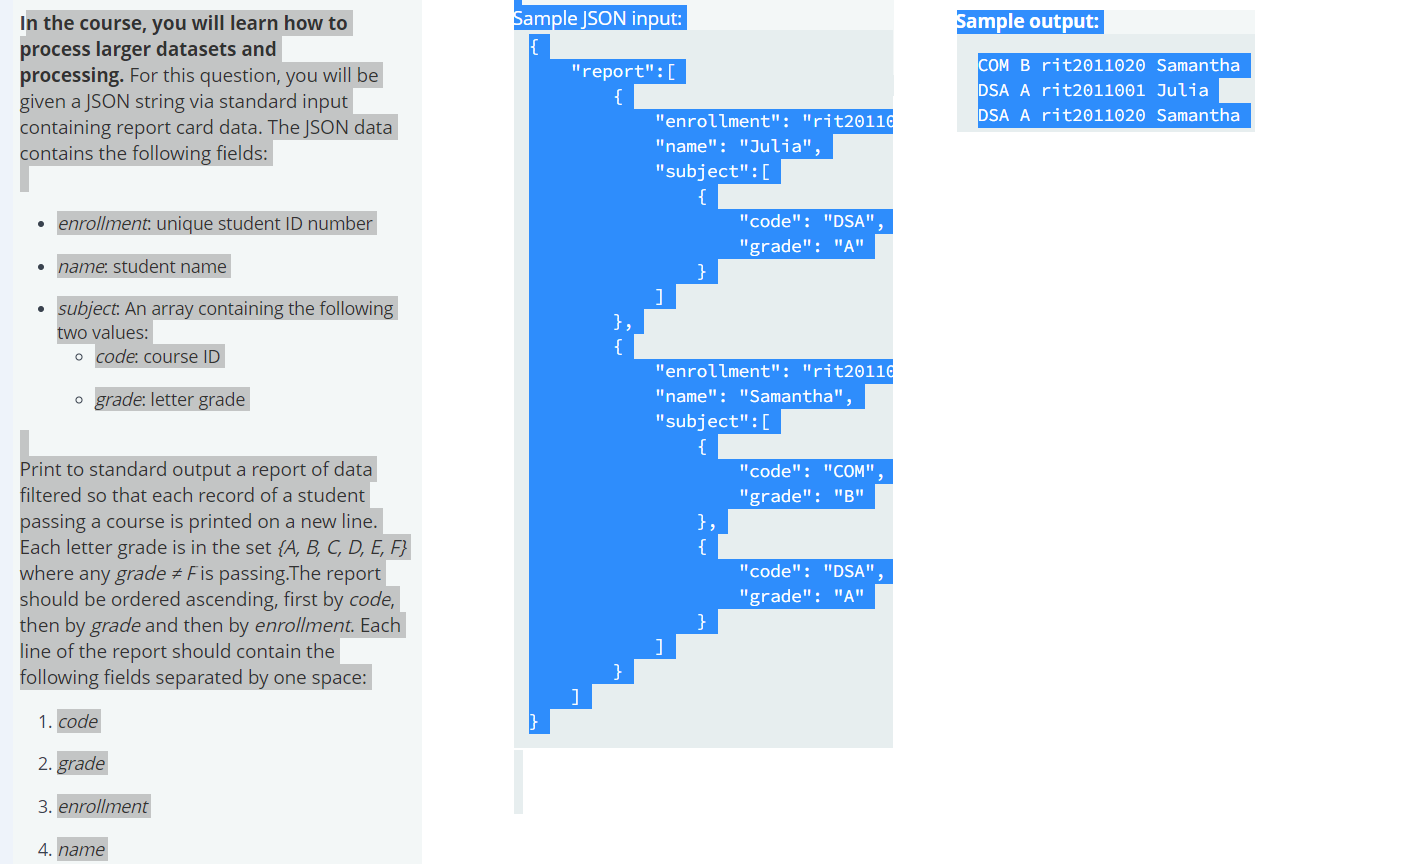 In the course, you will learn how to
process larger datasets and
processing. For this question, you will be
given a JSON string via standard input
containing report card data. The JSON data
contains the following fields:
• enrollment: unique student ID number
• name: student name
• subject: An array containing the following
two values:
◦ code: course ID
◦ grade: letter grade
Print to standard output a report of data
filtered so that each record of a student
passing a course is printed on a new line.
Each letter grade is in the set {A, B, C, D, E, F}
where any grade ≠ F is passing.The report
should be ordered ascending, first by code,
then by grade and then by enrollment. Each
line of the report should contain the
following fields separated by one space:
1. code
2. grade
3. enrollment
4. name
Sample JSON input:
{
    "report":[
        {
            "enrollment": "rit20110
            "name": "Julia",
            "subject":[
                {
                    "code": "DSA",
                    "grade": "A"
                }
            ]
        },
        {
            "enrollment": "rit20110
            "name": "Samantha",
            "subject":[
                {
                    "code": "COM",
                    "grade": "B"
                },
                {
                    "code": "DSA",
                    "grade": "A"
                }
            ]
        }
    ]
}
Sample output:
COM B rit2011020 Samantha
DSA A rit2011001 Julia
DSA A rit2011020 Samantha